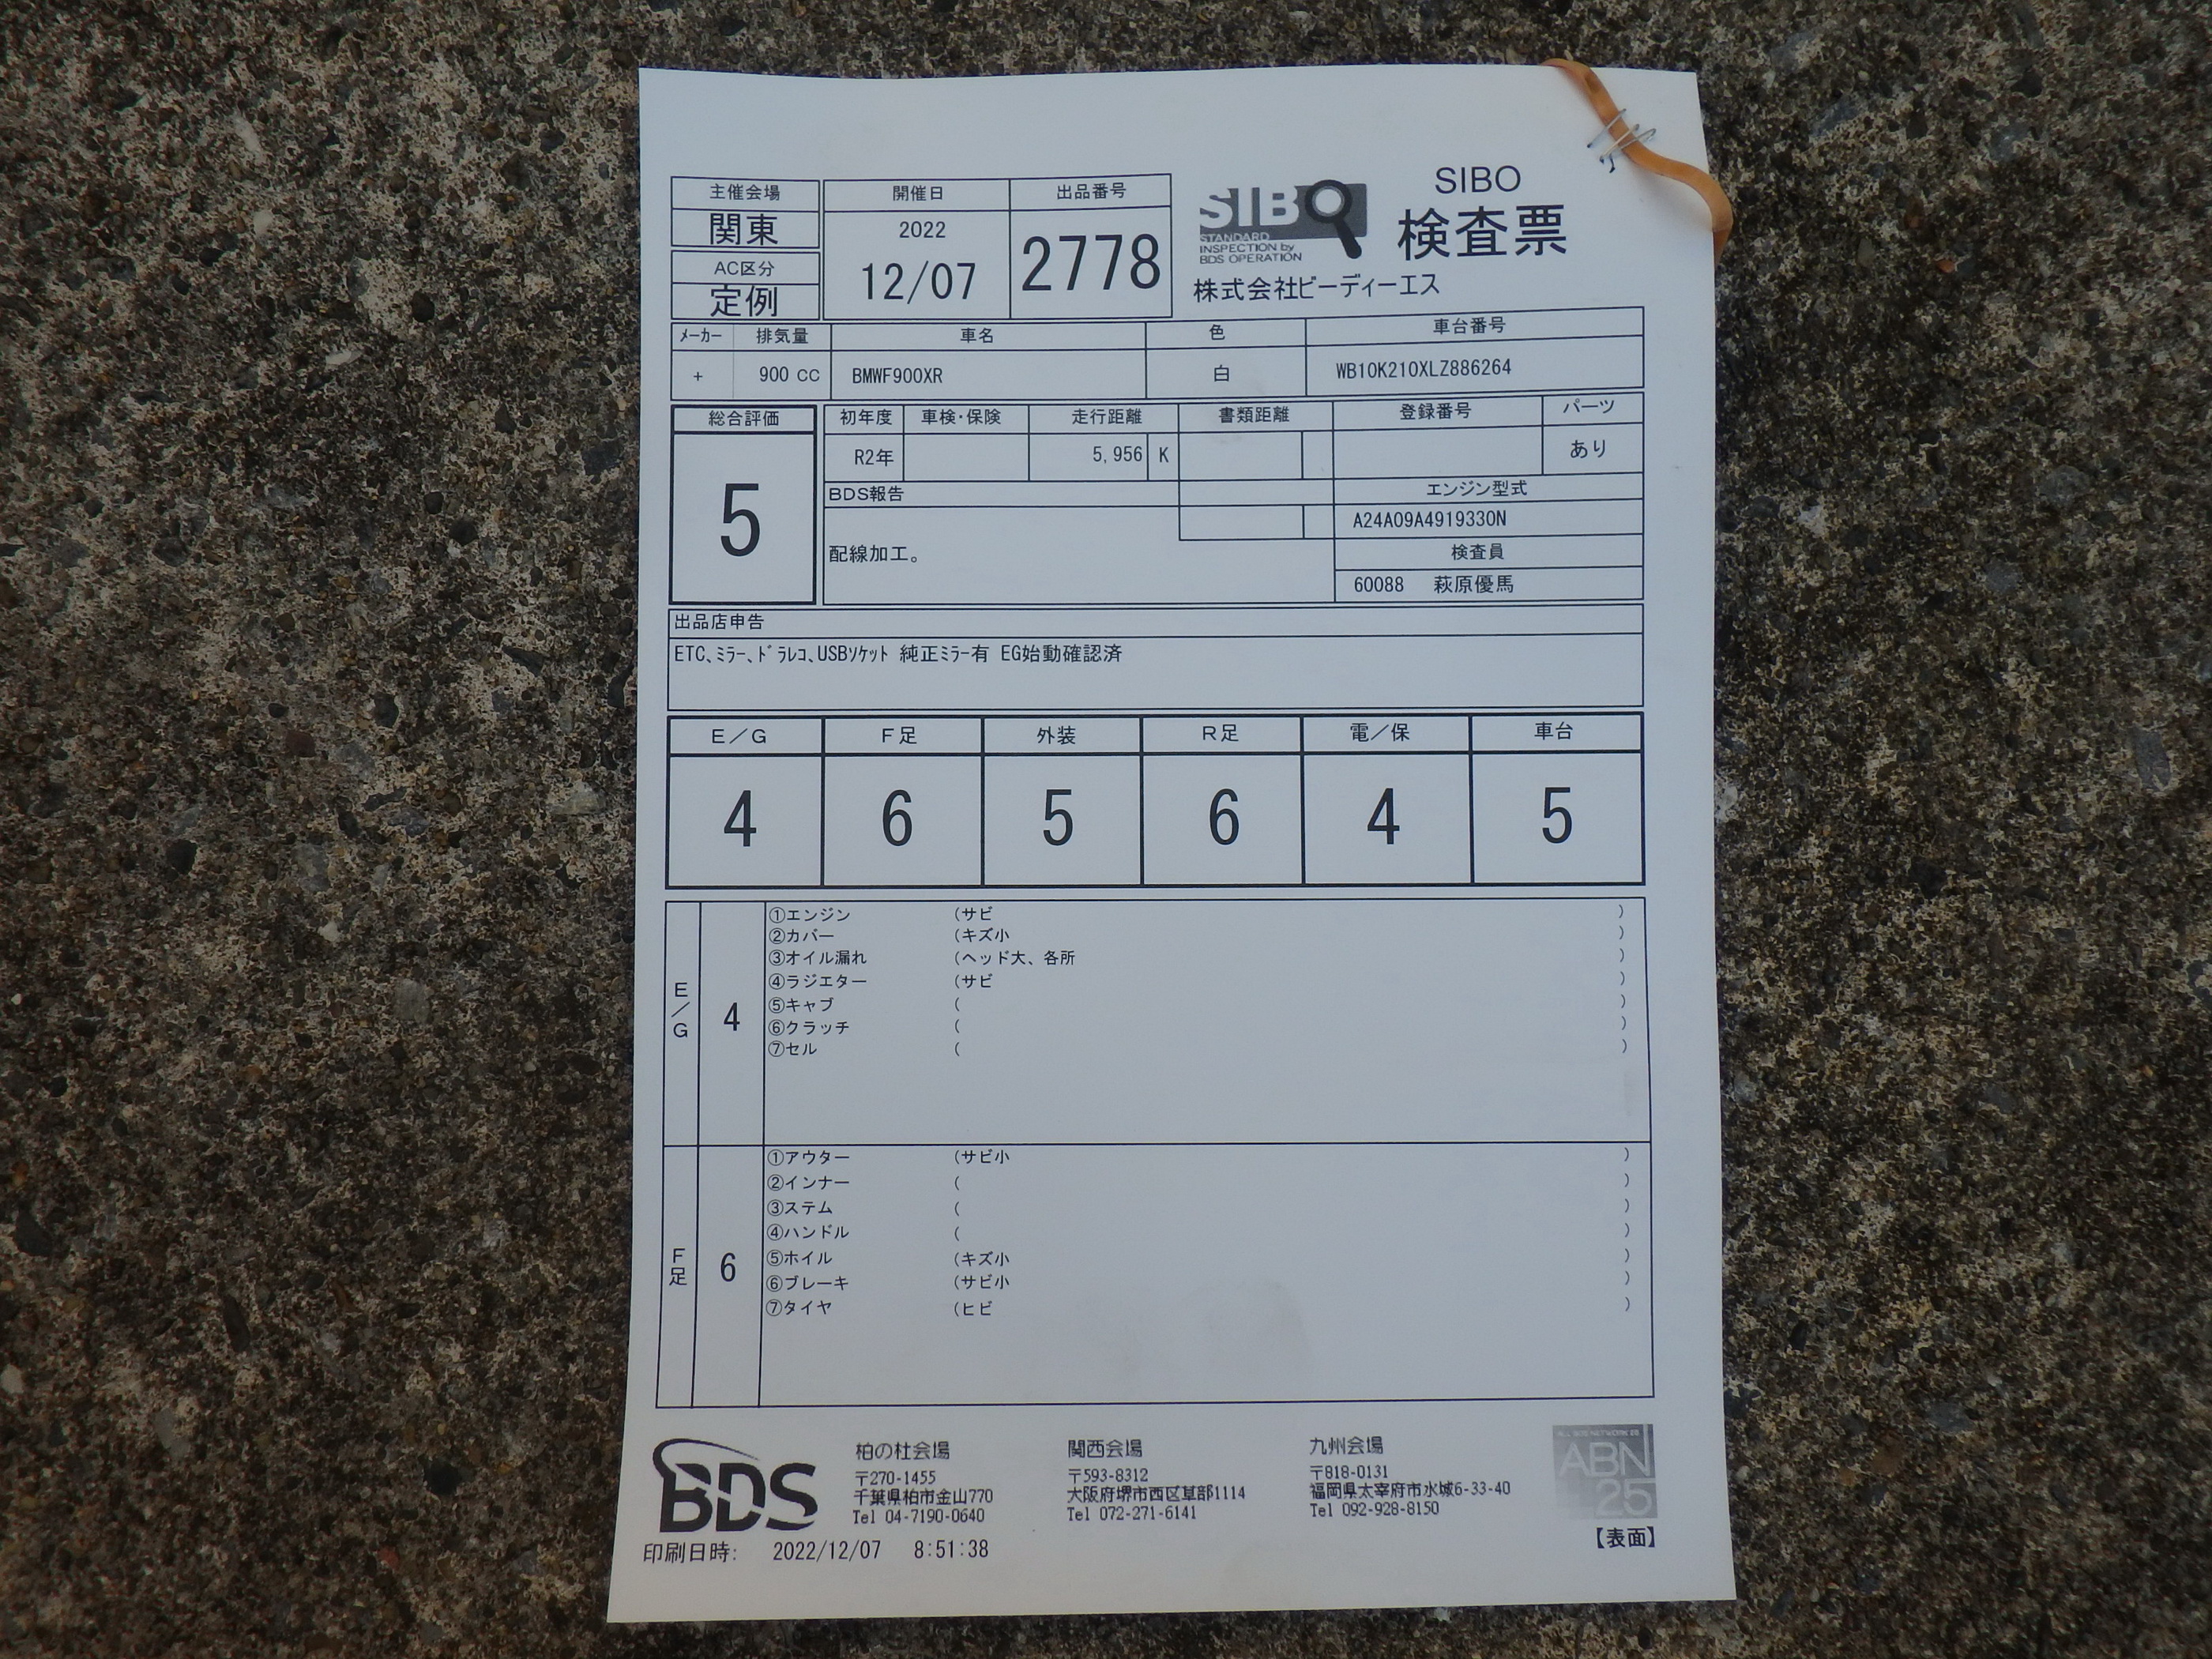 主催会場 開催日 出品番号
関東 2022 12/07 2778
AC区分
定例
SIBO
STANDARD
INSPECTION by
BDS OPERATION
SIBO
検査票
株式会社ビーディーエス
メーカー 排気量 車名 色 車台番号
+ 900 CC BMWF900XR 白 WB10K210XLZ886264
総合評価 初年度 車検・保険 走行距離 書類距離 登録番号 パーツ
5 R2年 5,956 K あり
BDS報告 エンジン型式
A24A09A4919330N
配線加工。 検査員
60088 萩原優馬
出品店申告
ETC、ミラー、ドラレコ、USBソケット 純正ミラー有 EG始動確認済
E/G F足 外装 R足 電/保 車台
4 6 5 6 4 5
E/G 4
①エンジン (サビ )
②カバー (キズ小 )
③オイル漏れ (ヘッド大、各所 )
④ラジエター (サビ )
⑤キャブ ( )
⑥クラッチ ( )
⑦セル ( )
F足 6
①アウター (サビ小 )
②インナー ( )
③ステム ( )
④ハンドル ( )
⑤ホイル (キズ小 )
⑥ブレーキ (サビ小 )
⑦タイヤ (ヒビ )
BDS
柏の杜会場
〒270-1455
千葉県柏市金山770
Tel 04-7190-0640
関西会場
〒593-8312
大阪府堺市西区草部1114
Tel 072-271-6141
九州会場
〒818-0131
福岡県太宰府市水城6-33-40
Tel 092-928-8150
ABN
25
【表面】
印刷日時: 2022/12/07 8:51:38